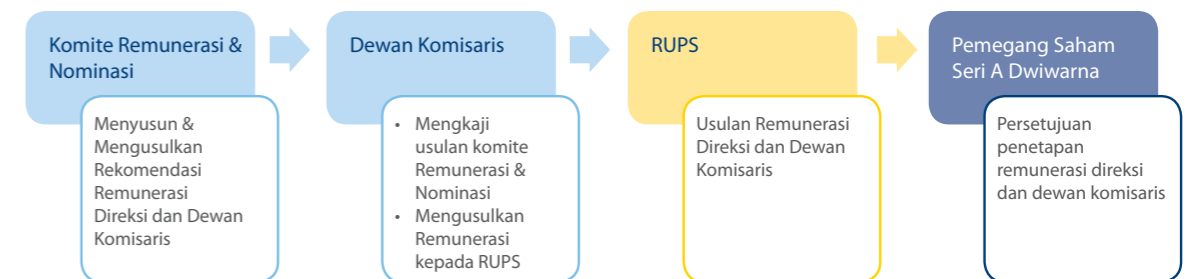 Komite Remunerasi &
Nominasi
Menyusun &
Mengusulkan
Rekomendasi
Remunerasi
Direksi dan Dewan
Komisaris
Dewan Komisaris
• Mengkaji
usulan komite
Remunerasi &
Nominasi
• Mengusulkan
Remunerasi
kepada RUPS
RUPS
Usulan Remunerasi
Direksi dan Dewan
Komisaris
Pemegang Saham
Seri A Dwiwarna
Persetujuan
penetapan
remunerasi direksi
dan dewan komisaris